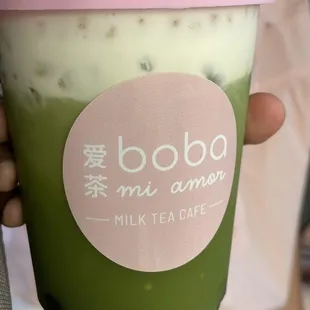 爱茶
boba
mi amor
MILK TEA CAFE